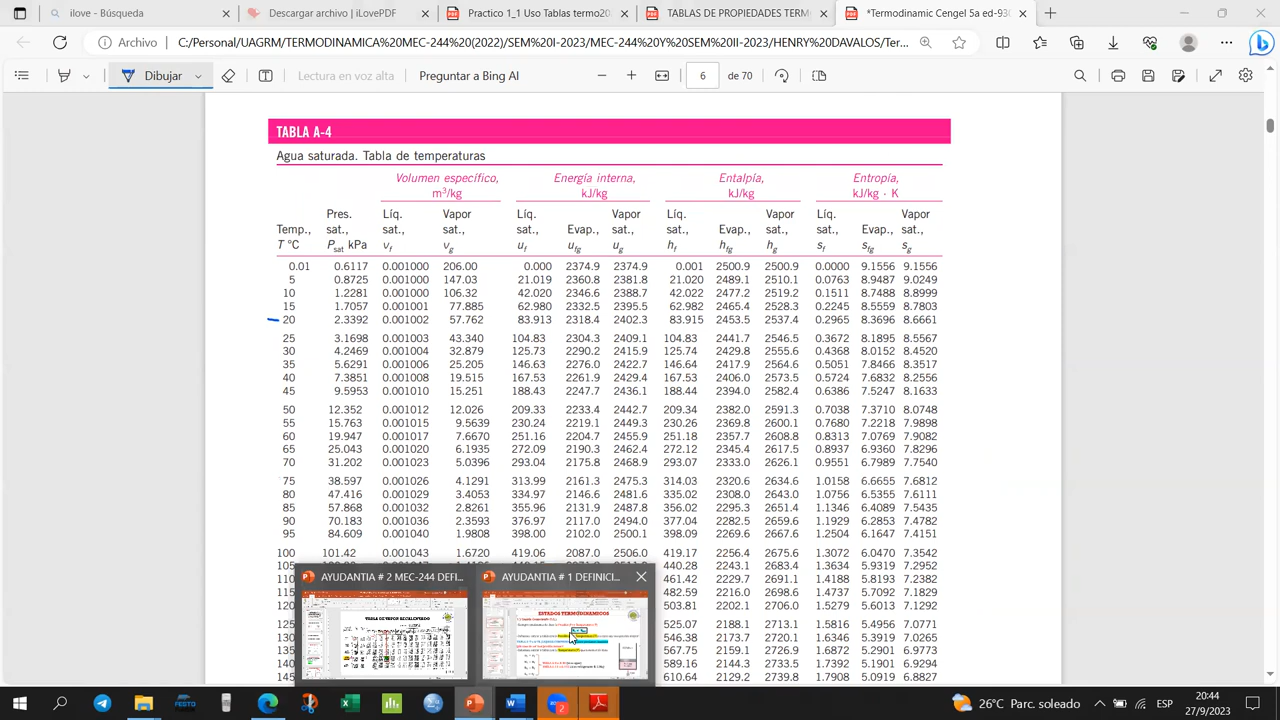 ilove - Búsqueda
Descargar archivo | iLovePDF
Practico 1_1 Uso Tablas termo20
TABLAS DE PROPIEDADES TERM
*Termodinamic Cengel 5a ed-930
Archivo C:/Personal/UAGRM/TERMODINAMICA%20MEC-244%20(2022)/SEM%20I-2023/MEC-244%20Y%20SEM%20II-2023/HENRY%20DAVALOS/Ter...
Dibujar Lectura en voz alta Preguntar a Bing AI 6 de 70
TABLA A-4
Agua saturada. Tabla de temperaturas
Volumen específico, Energía interna, Entalpía, Entropía,
m³/kg kJ/kg kJ/kg kJ/kg · K
Pres. Líq. Vapor Líq. Vapor Líq. Vapor Líq. Vapor
Temp., sat., sat., sat., sat., Evap., sat., sat., Evap., sat., sat., Evap., sat.,
T °C Psat kPa vf vg uf ufg ug hf hfg hg sf sfg sg
0.01 0.6117 0.001000 206.00 0.000 2374.9 2374.9 0.001 2500.9 2500.9 0.0000 9.1556 9.1556
5 0.8725 0.001000 147.03 21.019 2360.8 2381.8 21.020 2489.1 2510.1 0.0763 8.9487 9.0249
10 1.2281 0.001000 106.32 42.020 2346.6 2388.7 42.022 2477.2 2519.2 0.1511 8.7488 8.8999
15 1.7057 0.001001 77.885 62.980 2332.5 2395.5 62.982 2465.4 2528.3 0.2245 8.5559 8.7803
20 2.3392 0.001002 57.762 83.913 2318.4 2402.3 83.915 2453.5 2537.4 0.2965 8.3696 8.6661
25 3.1698 0.001003 43.340 104.83 2304.3 2409.1 104.83 2441.7 2546.5 0.3672 8.1895 8.5567
30 4.2469 0.001004 32.879 125.73 2290.2 2415.9 125.74 2429.8 2555.6 0.4368 8.0152 8.4520
35 5.6291 0.001006 25.205 146.63 2276.0 2422.7 146.64 2417.9 2564.6 0.5051 7.8466 8.3517
40 7.3851 0.001008 19.515 167.53 2261.9 2429.4 167.53 2406.0 2573.5 0.5724 7.6832 8.2556
45 9.5953 0.001010 15.251 188.43 2247.7 2436.1 188.44 2394.0 2582.4 0.6386 7.5247 8.1633
50 12.352 0.001012 12.026 209.33 2233.4 2442.7 209.34 2382.0 2591.3 0.7038 7.3710 8.0748
55 15.763 0.001015 9.5639 230.24 2219.1 2449.3 230.26 2369.8 2600.1 0.7680 7.2218 7.9898
60 19.947 0.001017 7.6670 251.16 2204.7 2455.9 251.18 2357.7 2608.8 0.8313 7.0769 7.9082
65 25.043 0.001020 6.1935 272.09 2190.3 2462.4 272.12 2345.4 2617.5 0.8937 6.9360 7.8296
70 31.202 0.001023 5.0396 293.04 2175.8 2468.9 293.07 2333.0 2626.1 0.9551 6.7989 7.7540
75 38.597 0.001026 4.1291 313.99 2161.3 2475.3 314.03 2320.6 2634.6 1.0158 6.6655 7.6812
80 47.416 0.001029 3.4053 334.97 2146.6 2481.6 335.02 2308.0 2643.0 1.0756 6.5355 7.6111
85 57.868 0.001032 2.8261 355.96 2131.9 2487.8 356.02 2295.3 2651.4 1.1346 6.4089 7.5435
90 70.183 0.001036 2.3593 376.97 2117.0 2494.0 377.04 2282.5 2659.6 1.1929 6.2853 7.4782
95 84.609 0.001040 1.9808 398.00 2102.0 2500.1 398.09 2269.6 2667.6 1.2504 6.1647 7.4151
100 101.42 0.001043 1.6720 419.06 2087.0 2506.0 419.17 2256.4 2675.6 1.3072 6.0470 7.3542
105 440.28 2243.1 2683.4 1.3634 5.9319 7.2952
110 461.42 2229.7 2691.1 1.4188 5.8193 7.2382
115 482.59 2216.0 2698.6 1.4737 5.7092 7.1829
120 503.81 2202.1 2706.0 1.5279 5.6013 7.1292
125 525.07 2188.1 2713.1 1.5816 5.4956 7.0771
130 546.38 2173.7 2720.1 1.6346 5.3919 7.0265
135 567.75 2159.1 2726.9 1.6872 5.2901 6.9773
140 589.16 2144.3 2733.5 1.7392 5.1901 6.9294
145 610.64 2129.2 2739.8 1.7908 5.0919 6.8827
AYUDANTIA # 2 MEC-244 DEFI...
AYUDANTIA # 1 DEFINICI...
TABLA DE VAPOR RECALENTADO
ESTADOS TERMODINAMICOS
26°C Parc. soleado
ESP
20:44
27/9/2023